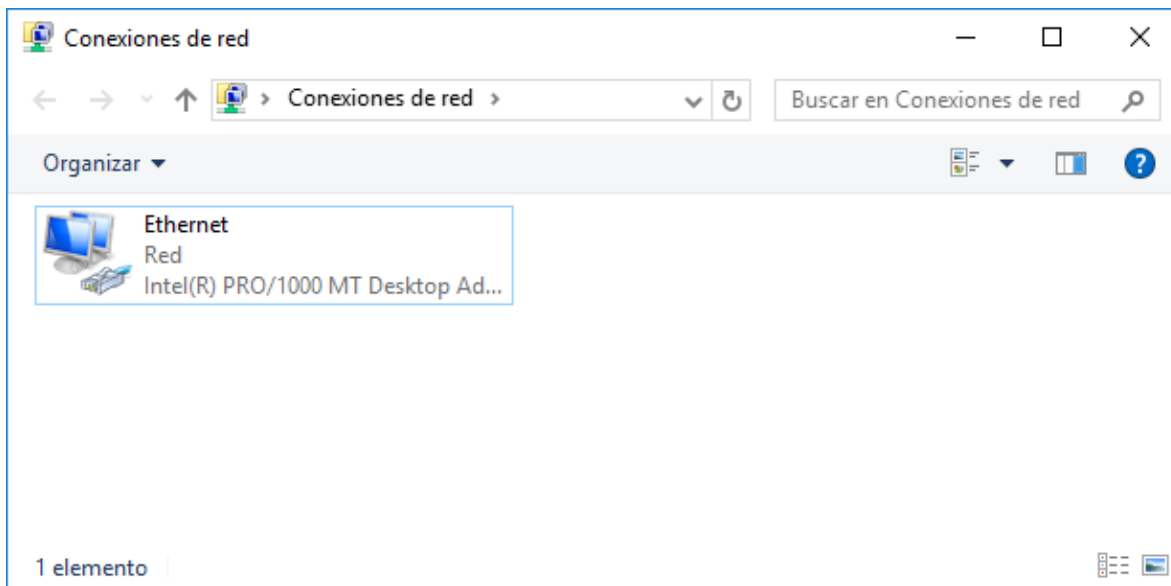 Conexiones de red
Conexiones de red
Buscar en Conexiones de red
Organizar
Ethernet
Red
Intel(R) PRO/1000 MT Desktop Ad...
1 elemento